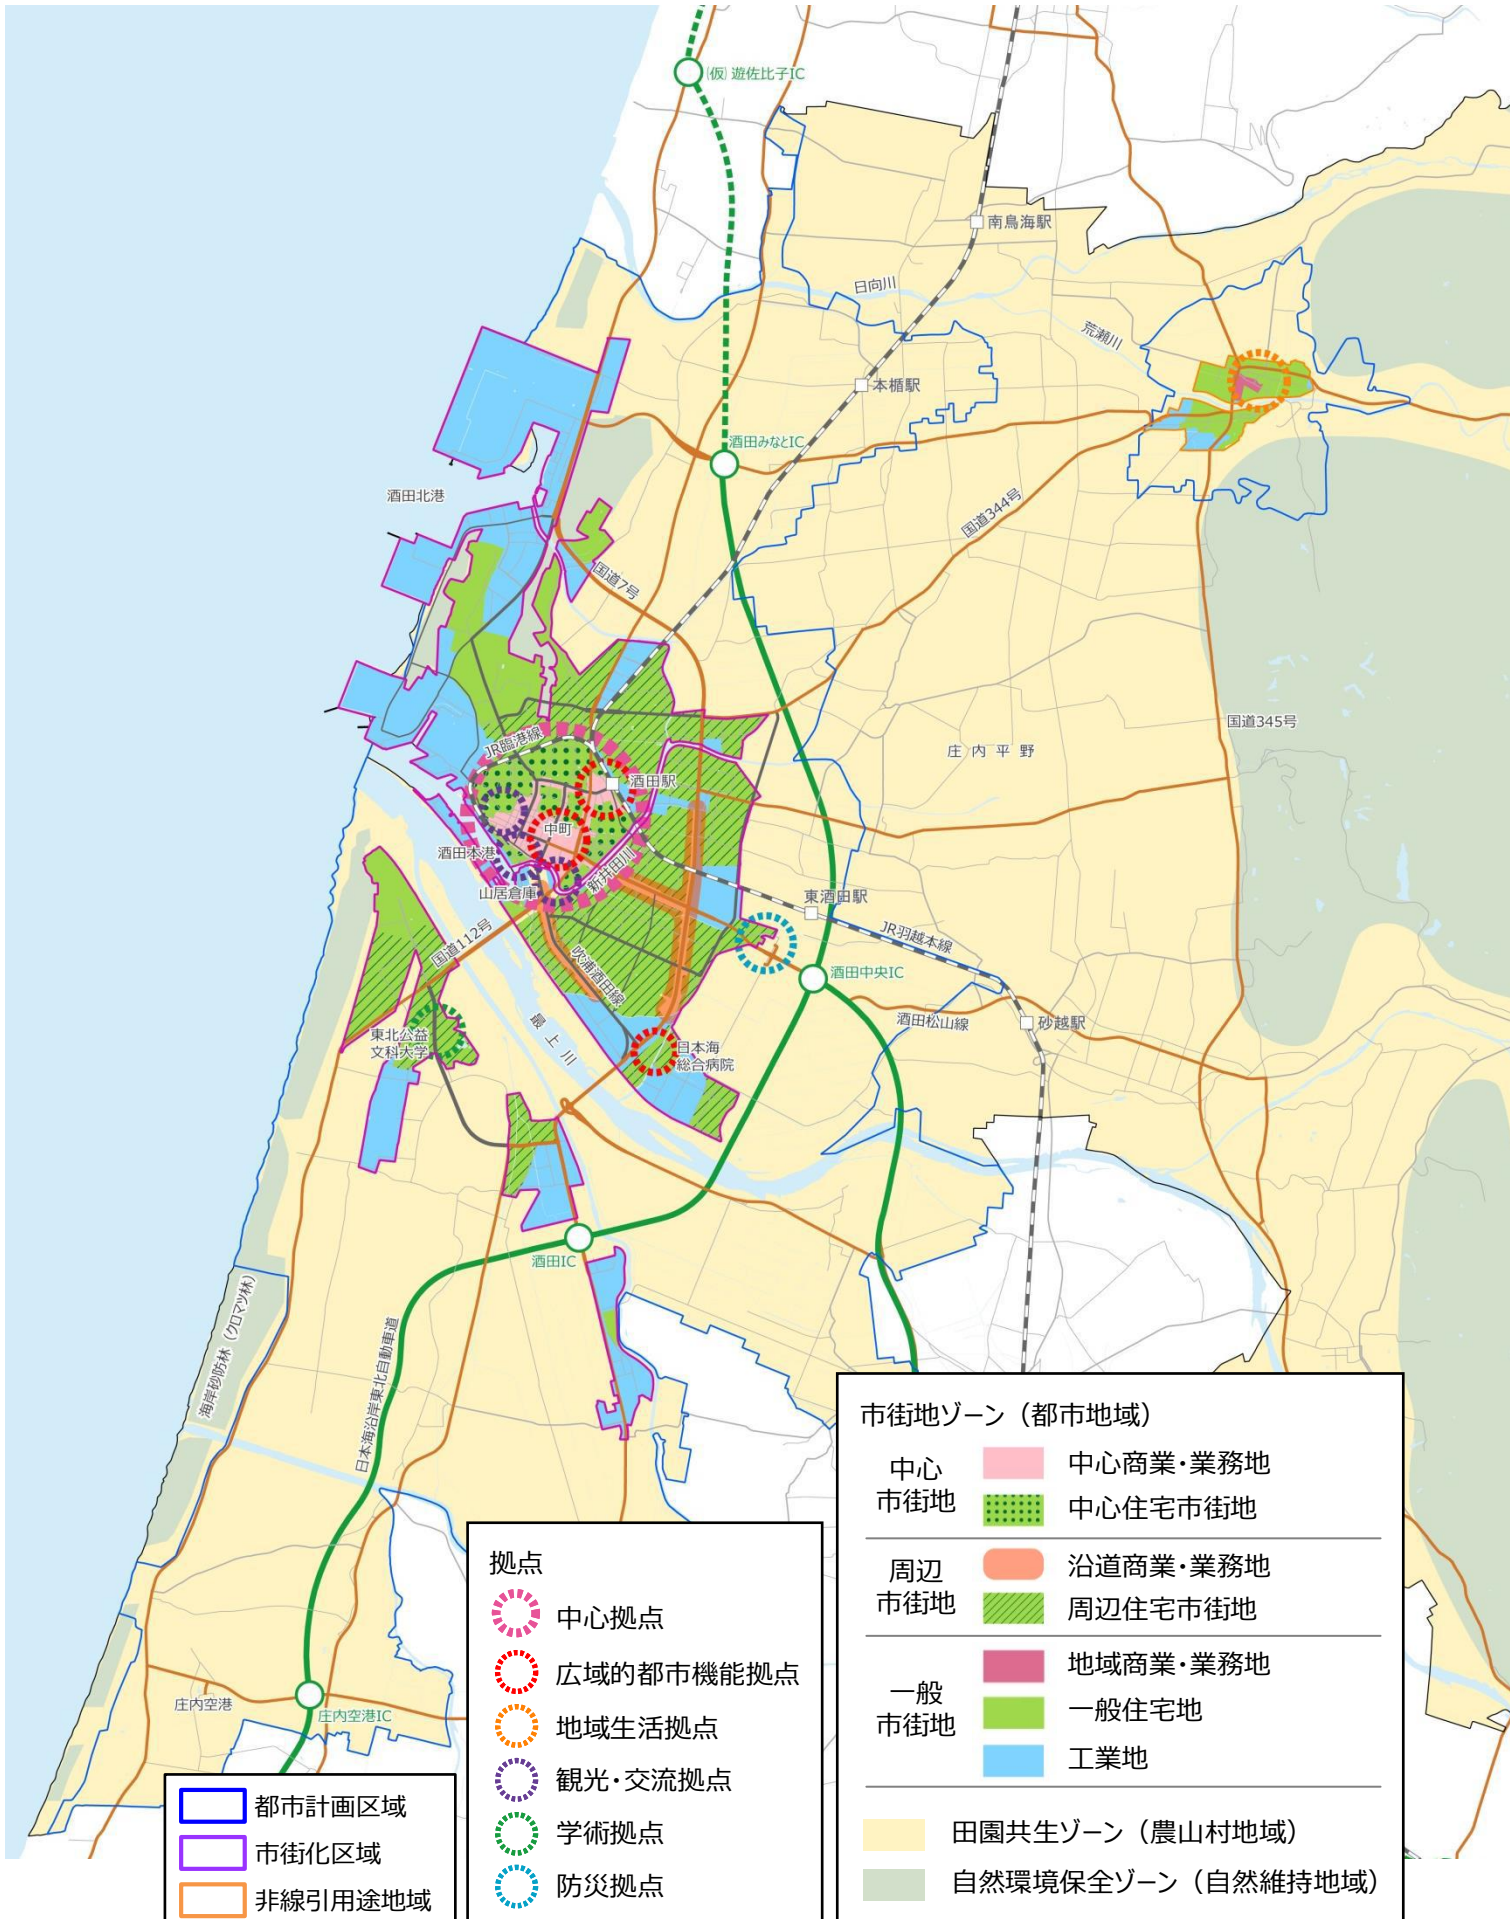 (仮) 遊佐比子IC
南鳥海駅
日向川
荒瀬川
本楯駅
酒田みなとIC
酒田北港
国道344号
国道7号
国道345号
庄内平野
JR臨港線
酒田駅
中町
酒田本港
新井田川
山居倉庫
東酒田駅
国道112号
JR羽越本線
吹浦酒田線
酒田中央IC
酒田松山線
砂越駅
最上川
東北公益
文科大学
日本海
総合病院
酒田IC
海岸砂防林(クロマツ林)
日本海沿岸東北自動車道
庄内空港
庄内空港IC
都市計画区域
市街化区域
非線引用途地域
拠点
中心拠点
広域的都市機能拠点
地域生活拠点
観光・交流拠点
学術拠点
防災拠点
市街地ゾーン(都市地域)
中心
市街地
中心商業・業務地
中心住宅市街地
周辺
市街地
沿道商業・業務地
周辺住宅市街地
一般
市街地
地域商業・業務地
一般住宅地
工業地
田園共生ゾーン(農山村地域)
自然環境保全ゾーン(自然維持地域)